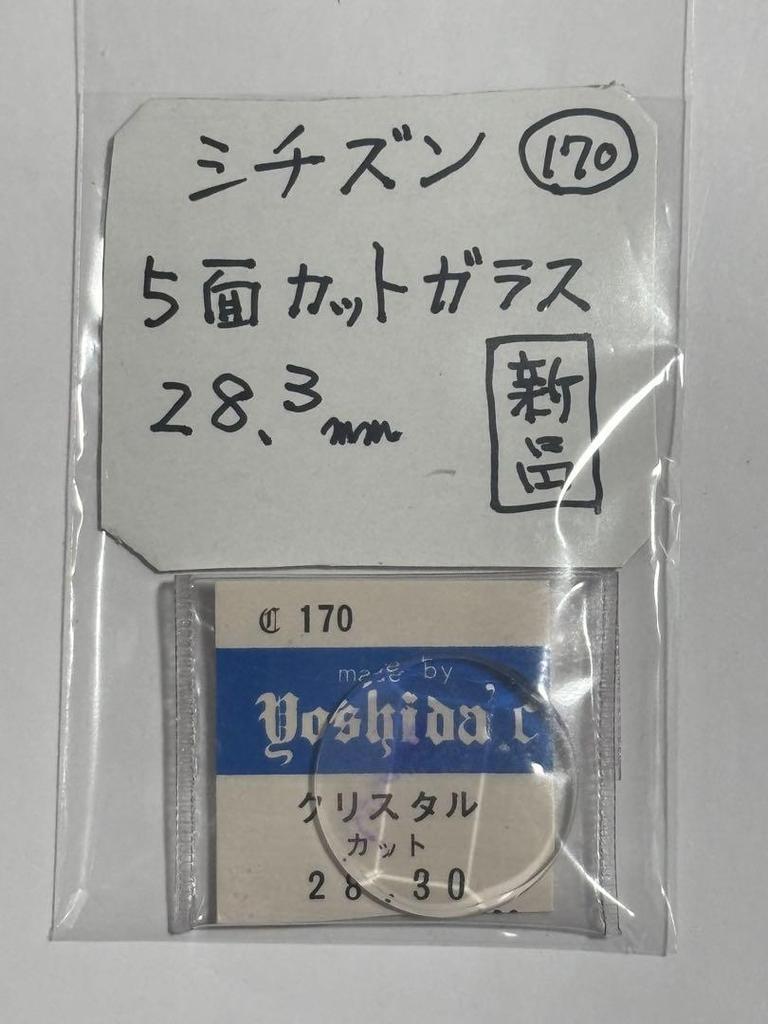 シチズン 170
5面カットガラス
28.3mm
新品
ℭ 170
made by
Yoshida'
クリスタル
カット
28.30